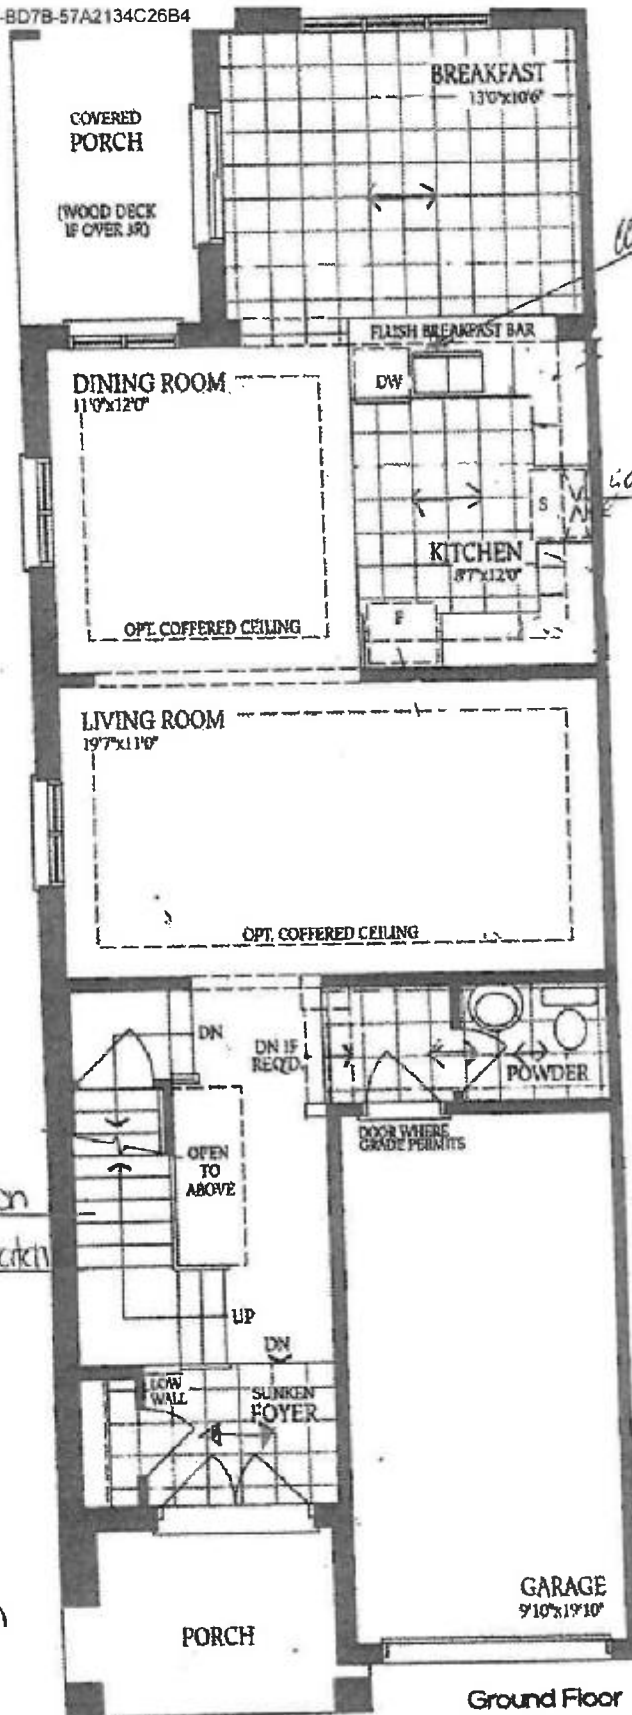 -BD7B-57A2134C26B4
BREAKFAST
13'0"x10'6"
COVERED
PORCH
(WOOD DECK
IF OVER 3R)
FLUSH BREAKFAST BAR
DW
DINING ROOM
11'0"x12'0"
S
KITCHEN
8'7"x12'0"
F
OPT. COFFERED CEILING
LIVING ROOM
19'7"x11'0"
OPT. COFFERED CEILING
DN
DN IF
REQ'D.
POWDER
DOOR WHERE
GRADE PERMITS
OPEN
TO
ABOVE
UP
DN
LOW
WALL
SUNKEN
FOYER
GARAGE
9'10"x19'10"
PORCH
Ground Floor